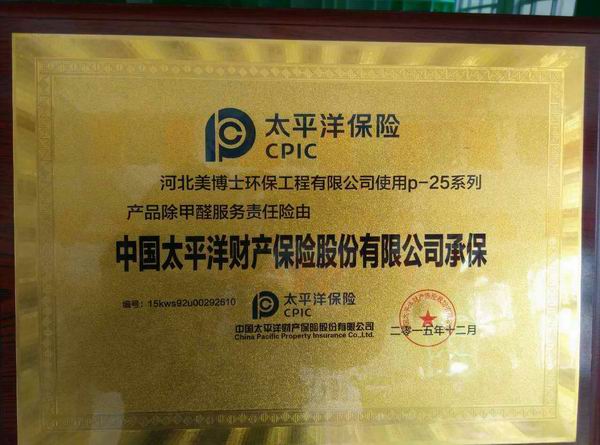 太平洋保险
CPIC
河北美博士环保工程有限公司使用p-25系列
产品除甲醛服务责任险由
中国太平洋财产保险股份有限公司承保
编号：15kws92u00292610
太平洋保险
CPIC
中国太平洋财产保险股份有限公司
China Pacific Property Insurance Co.,Ltd.
二零一五年十二月